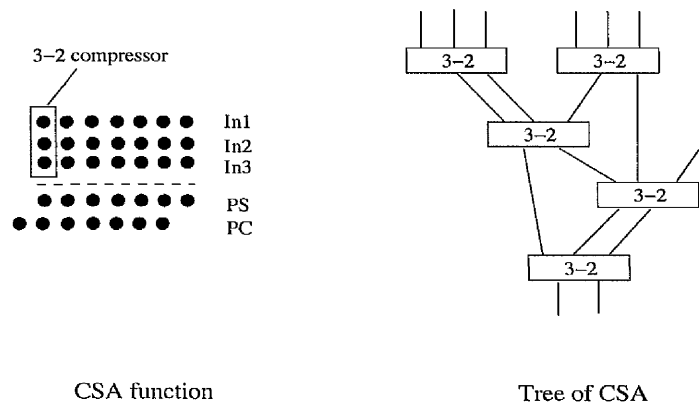 3-2 compressor
In1
In2
In3
PS
PC
CSA function
3-2
3-2
3-2
3-2
3-2
Tree of CSA